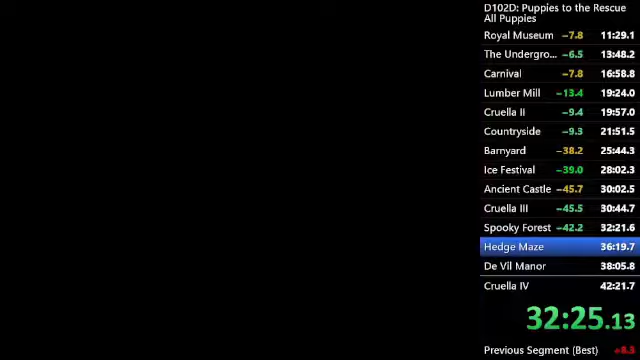 D102D: Puppies to the Rescue
All Puppies
Royal Museum −7.8 11:29.1
The Undergro... −6.5 13:48.2
Carnival −7.8 16:58.8
Lumber Mill −13.4 19:24.0
Cruella II −9.4 19:57.0
Countryside −9.3 21:51.5
Barnyard −38.2 25:44.3
Ice Festival −39.0 28:02.3
Ancient Castle −45.7 30:02.5
Cruella III −45.5 30:44.7
Spooky Forest −42.2 32:21.6
Hedge Maze 36:19.7
De Vil Manor 38:05.8
Cruella IV 42:21.7
32:25.13
Previous Segment (Best) +8.3